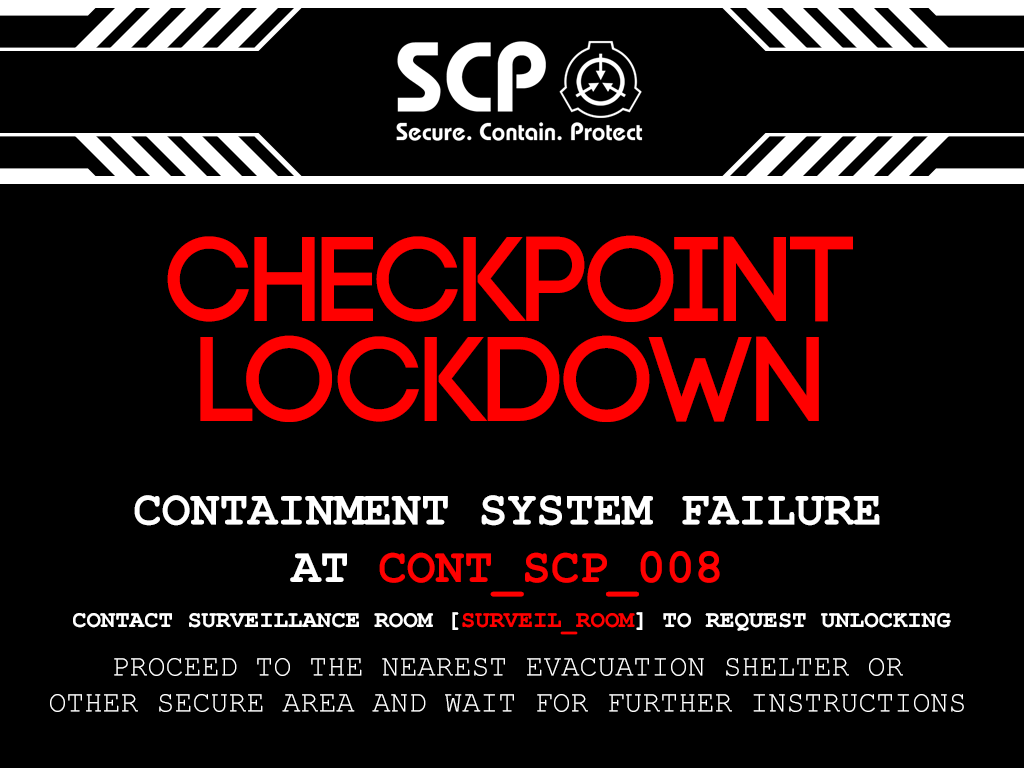 SCP
Secure. Contain. Protect
CHECKPOINT
LOCKDOWN
CONTAINMENT SYSTEM FAILURE
AT CONT_SCP_008
CONTACT SURVEILLANCE ROOM [SURVEIL_ROOM] TO REQUEST UNLOCKING
PROCEED TO THE NEAREST EVACUATION SHELTER OR
OTHER SECURE AREA AND WAIT FOR FURTHER INSTRUCTIONS